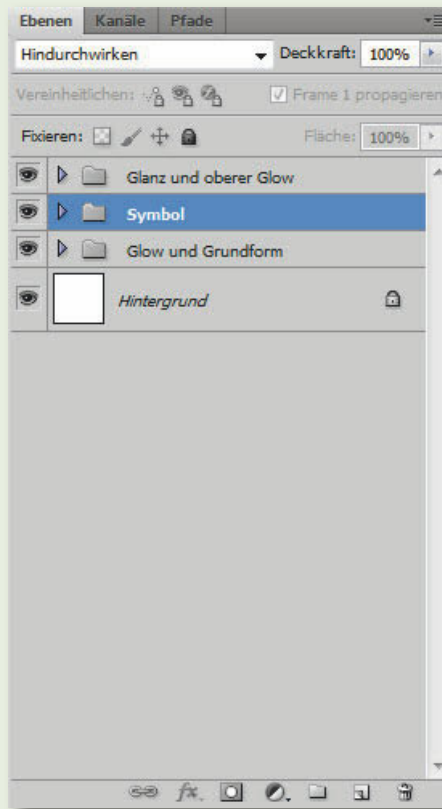 Ebenen Kanäle Pfade
Hindurchwirken Deckkraft: 100%
Vereinheitlichen: Frame 1 propagieren
Fixieren: Fläche: 100%
Glanz und oberer Glow
Symbol
Glow und Grundform
Hintergrund
fx.